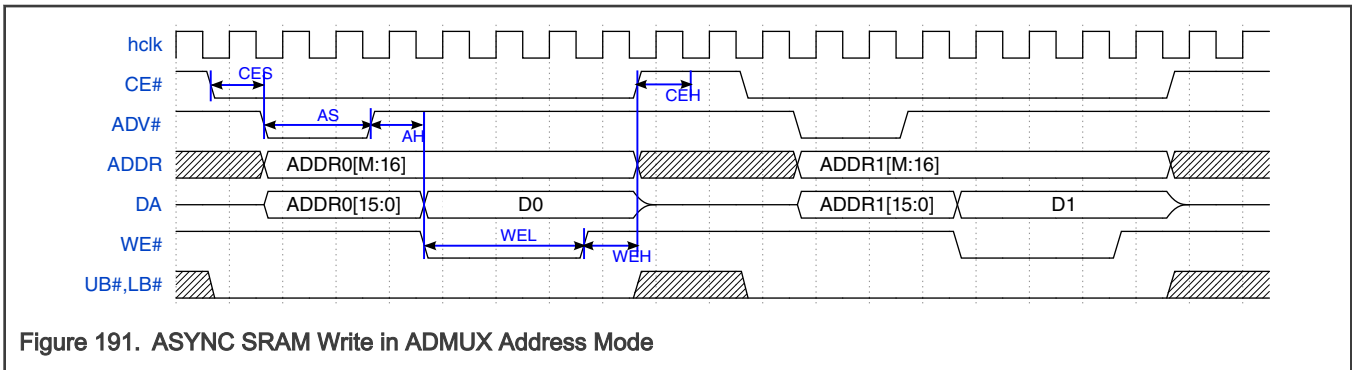 hclk
CE# CES CEH
ADV# AS AH
ADDR ADDR0[M:16] ADDR1[M:16]
DA ADDR0[15:0] D0 ADDR1[15:0] D1
WE# WEL WEH
UB#,LB#
Figure 191. ASYNC SRAM Write in ADMUX Address Mode